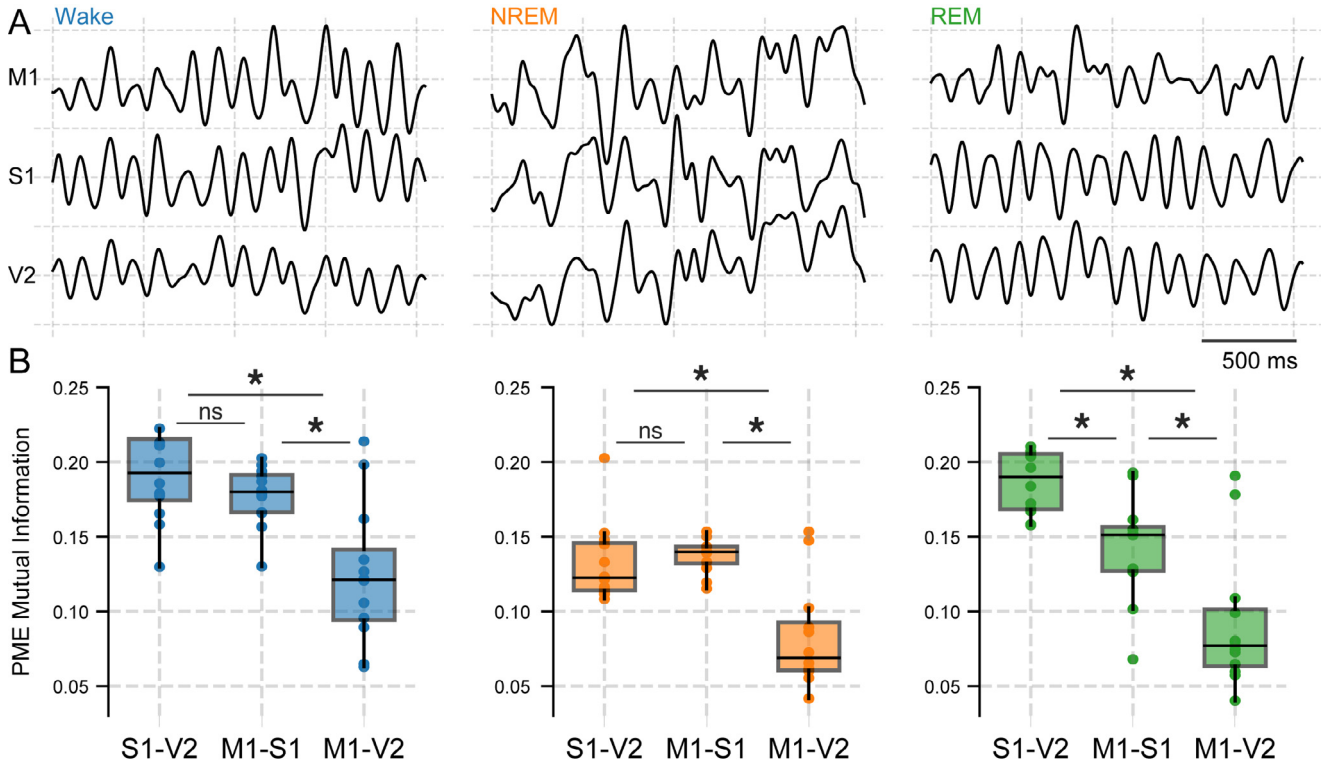 A
Wake
NREM
REM
M1
S1
V2
500 ms
B
PME Mutual Information
0.25
0.20
0.15
0.10
0.05
*
ns
*
S1-V2
M1-S1
M1-V2
0.25
0.20
0.15
0.10
0.05
*
ns
*
S1-V2
M1-S1
M1-V2
0.25
0.20
0.15
0.10
0.05
*
*
*
S1-V2
M1-S1
M1-V2